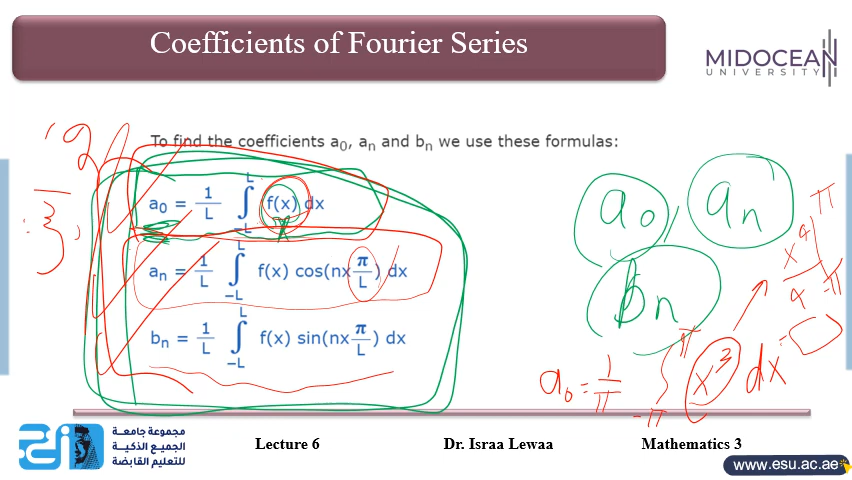 Coefficients of Fourier Series
MIDOCEAN
UNIVERSITY
To find the coefficients a₀, aₙ and bₙ we use these formulas:
a₀ = 1/L ∫_{-L}^{L} f(x) dx
aₙ = 1/L ∫_{-L}^{L} f(x) cos(nx π/L) dx
bₙ = 1/L ∫_{-L}^{L} f(x) sin(nx π/L) dx
a₀, aₙ
bₙ
x⁴/4 |_{-π}^{π}
a₀ = 1/π ∫_{-π}^{π} x³ dx =
مجموعة جامعة
الجميع الذكية
للتعليم القابضة
Lecture 6
Dr. Israa Lewaa
Mathematics 3
www.esu.ac.ae